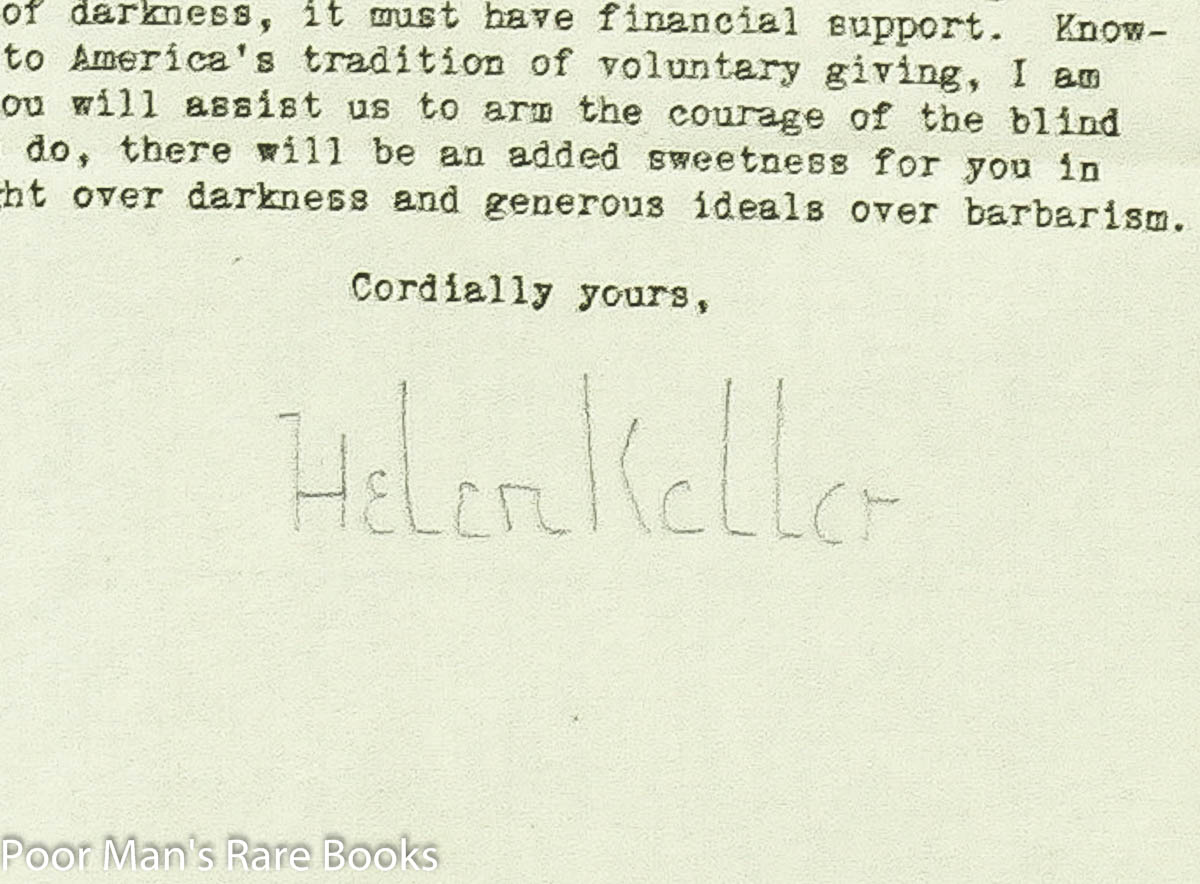 of darkness, it must have financial support. Know-
to America's tradition of voluntary giving, I am
ou will assist us to arm the courage of the blind
do, there will be an added sweetness for you in
ht over darkness and generous ideals over barbarism.
Cordially yours,
Helen Keller
Poor Man's Rare Books